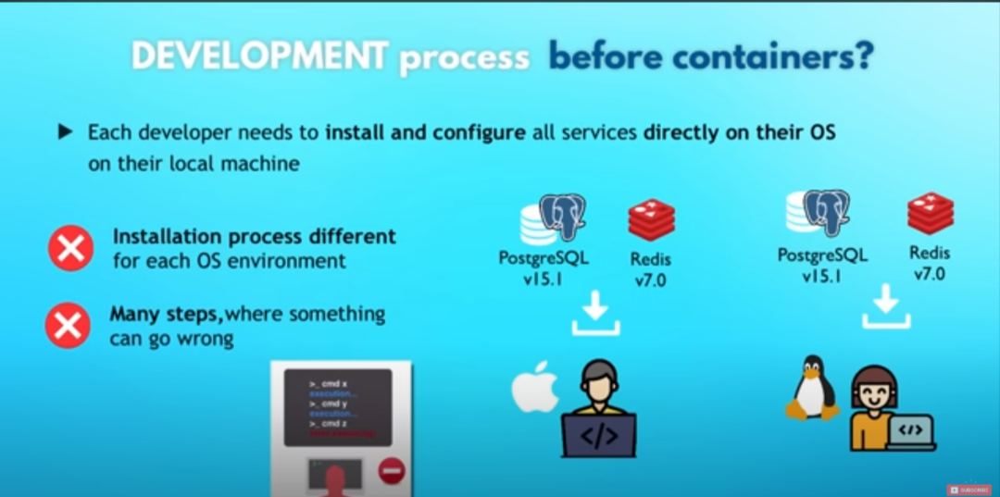 DEVELOPMENT process before containers?
Each developer needs to install and configure all services directly on their OS
on their local machine
Installation process different
for each OS environment
Many steps,where something
can go wrong
PostgreSQL
v15.1
Redis
v7.0
PostgreSQL
v15.1
Redis
v7.0
>_ cmd x
execution...
>_ cmd y
execution...
>_ cmd z
</>
</>
SUBSCRIBE